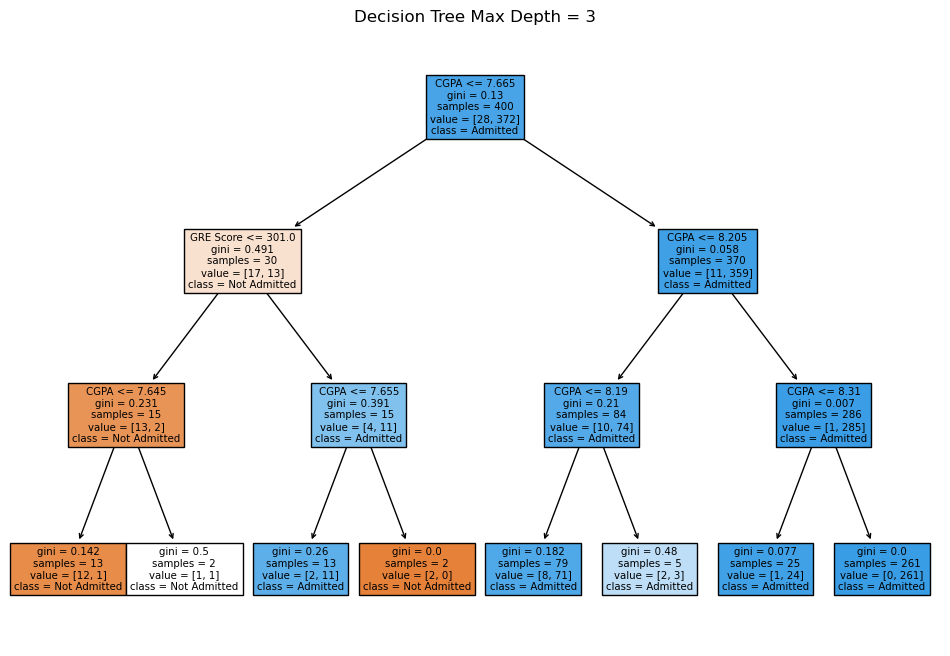 Decision Tree Max Depth = 3
CGPA <= 7.665
gini = 0.13
samples = 400
value = [28, 372]
class = Admitted
GRE Score <= 301.0
gini = 0.491
samples = 30
value = [17, 13]
class = Not Admitted
CGPA <= 8.205
gini = 0.058
samples = 370
value = [11, 359]
class = Admitted
CGPA <= 7.645
gini = 0.231
samples = 15
value = [13, 2]
class = Not Admitted
CGPA <= 7.655
gini = 0.391
samples = 15
value = [4, 11]
class = Admitted
CGPA <= 8.19
gini = 0.21
samples = 84
value = [10, 74]
class = Admitted
CGPA <= 8.31
gini = 0.007
samples = 286
value = [1, 285]
class = Admitted
gini = 0.142
samples = 13
value = [12, 1]
class = Not Admitted
gini = 0.5
samples = 2
value = [1, 1]
class = Not Admitted
gini = 0.26
samples = 13
value = [2, 11]
class = Admitted
gini = 0.0
samples = 2
value = [2, 0]
class = Not Admitted
gini = 0.182
samples = 79
value = [8, 71]
class = Admitted
gini = 0.48
samples = 5
value = [2, 3]
class = Admitted
gini = 0.077
samples = 25
value = [1, 24]
class = Admitted
gini = 0.0
samples = 261
value = [0, 261]
class = Admitted